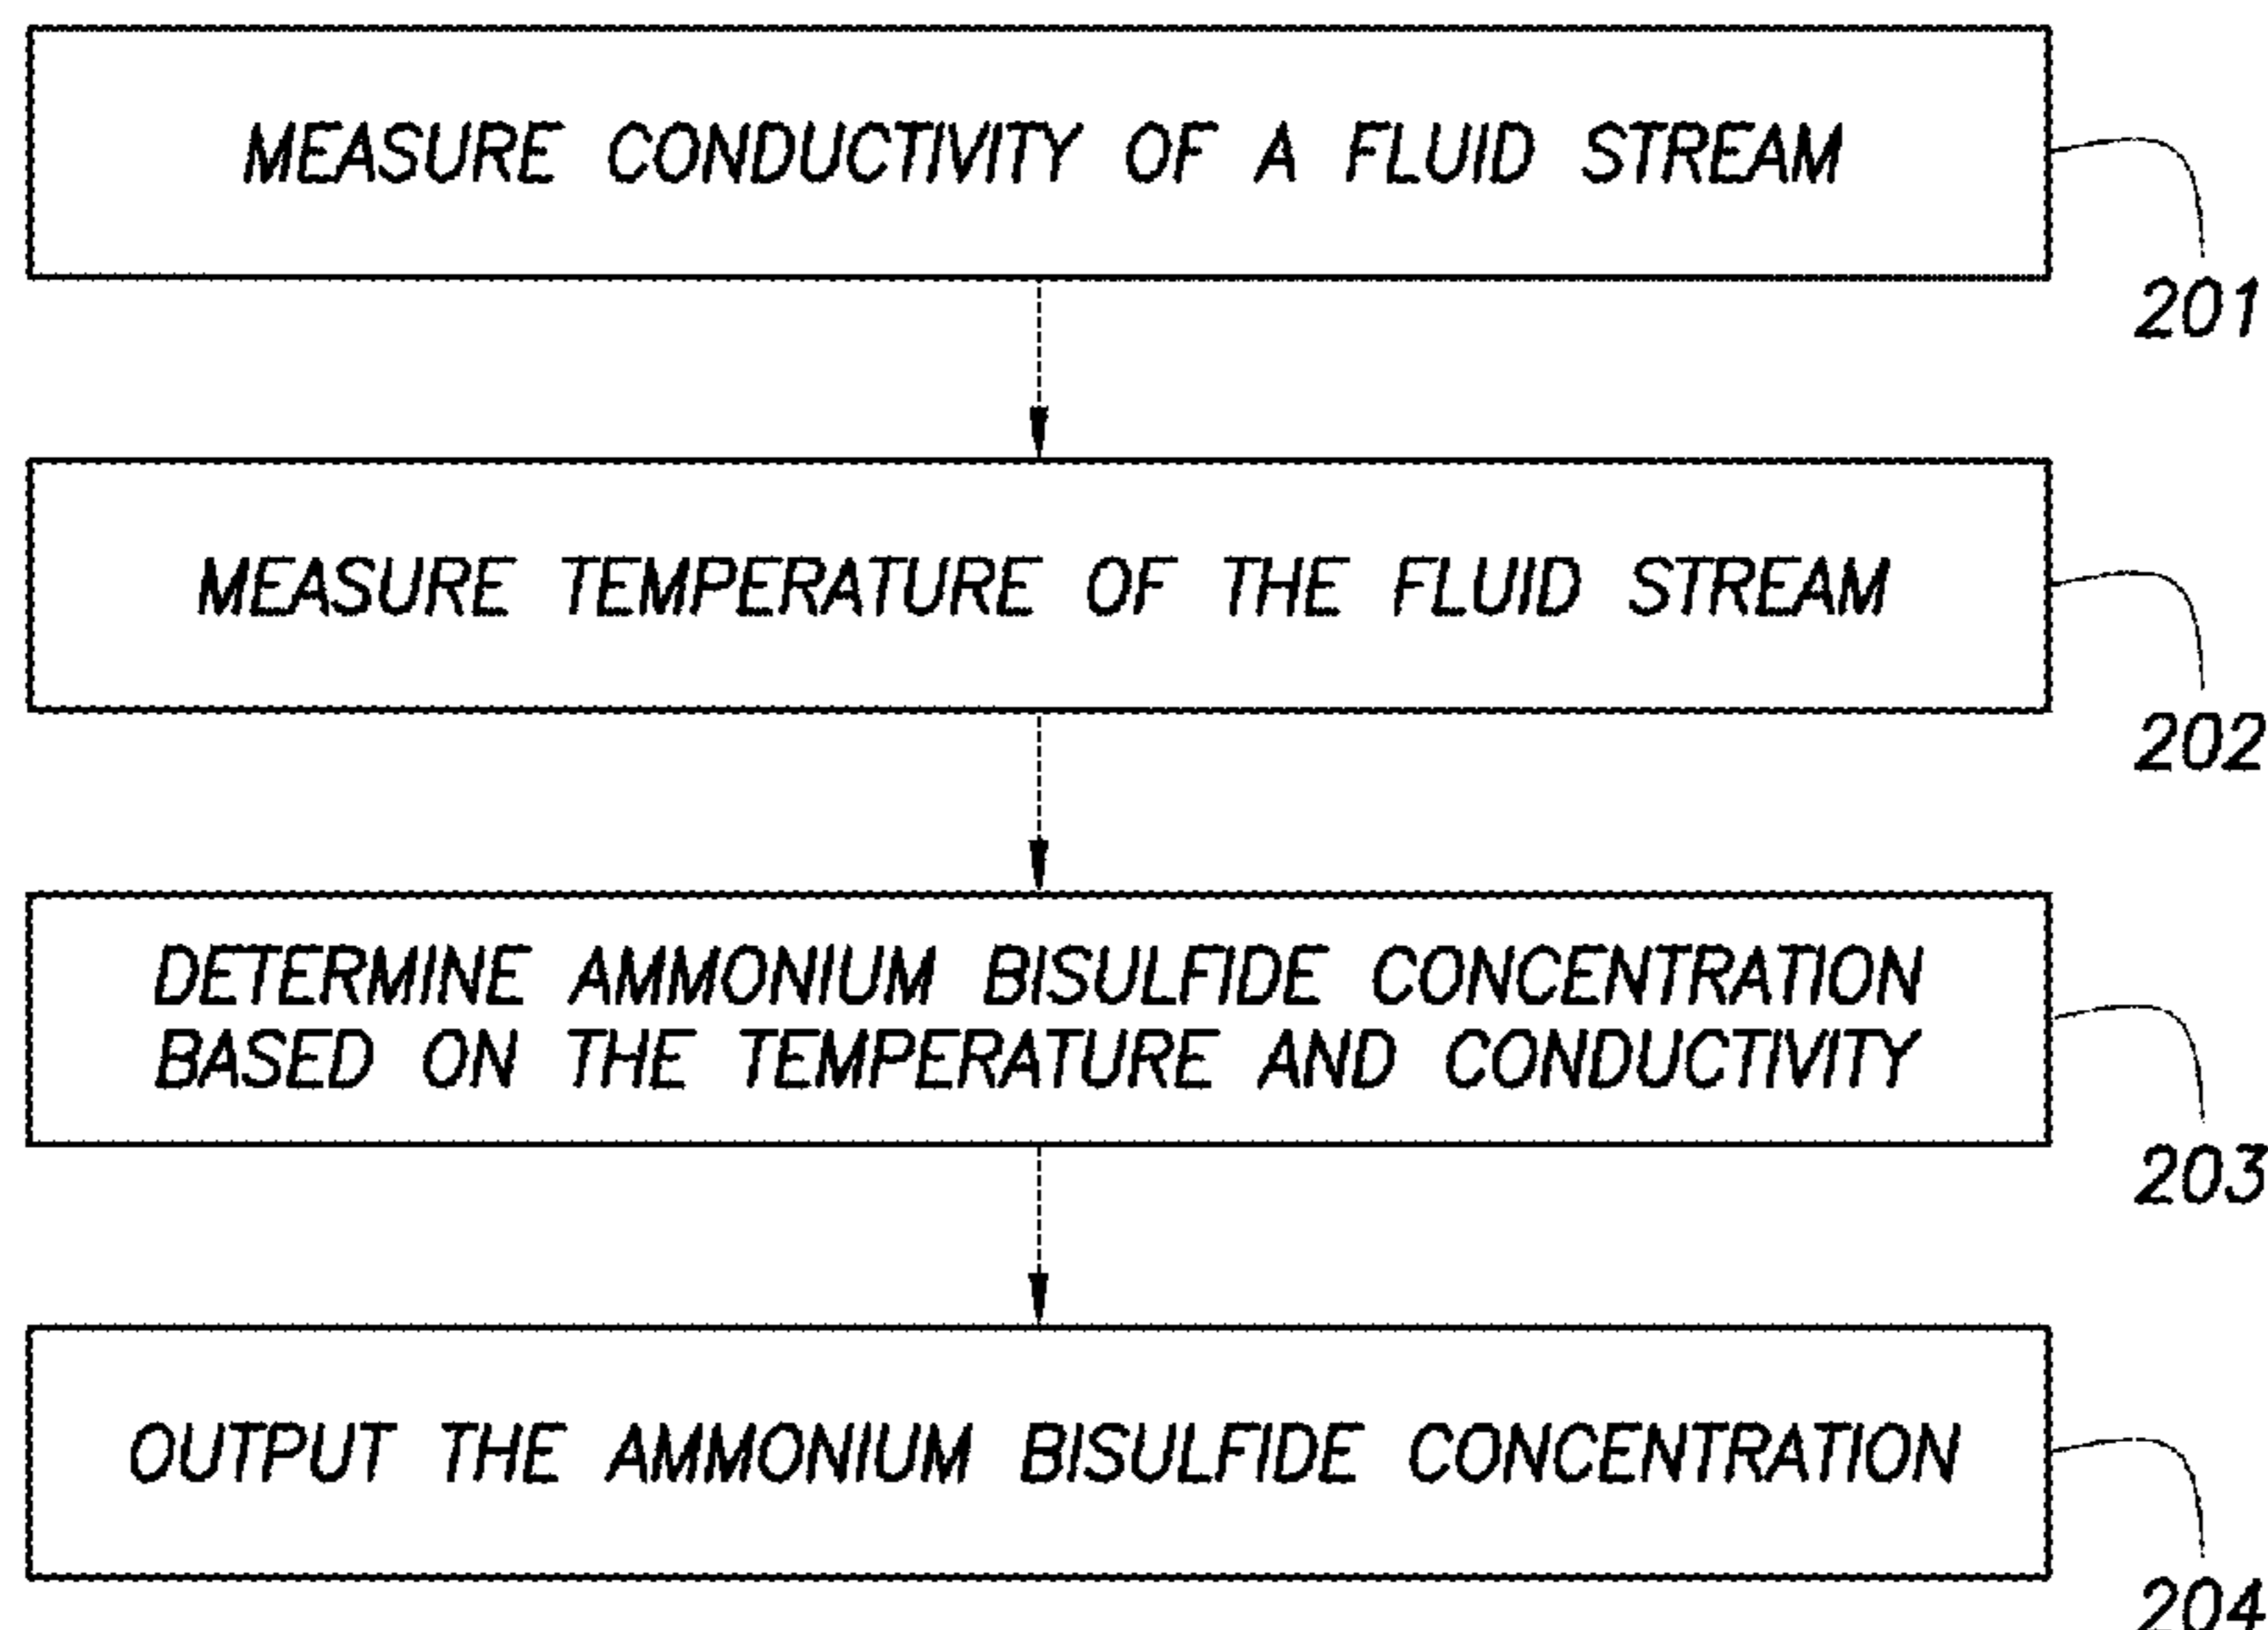 MEASURE CONDUCTIVITY OF A FLUID STREAM
201
MEASURE TEMPERATURE OF THE FLUID STREAM
202
DETERMINE AMMONIUM BISULFIDE CONCENTRATION
BASED ON THE TEMPERATURE AND CONDUCTIVITY
203
OUTPUT THE AMMONIUM BISULFIDE CONCENTRATION
204